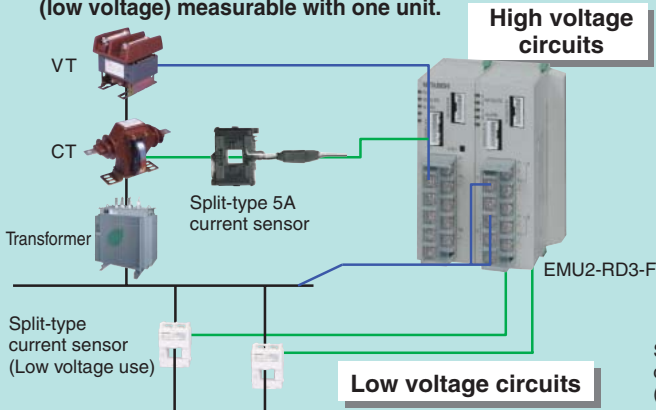 (low voltage) measurable with one unit.
High voltage
circuits
VT
CT
Split-type 5A
current sensor
Transformer
EMU2-RD3-F
Split-type
current sensor
(Low voltage use)
Low voltage circuits